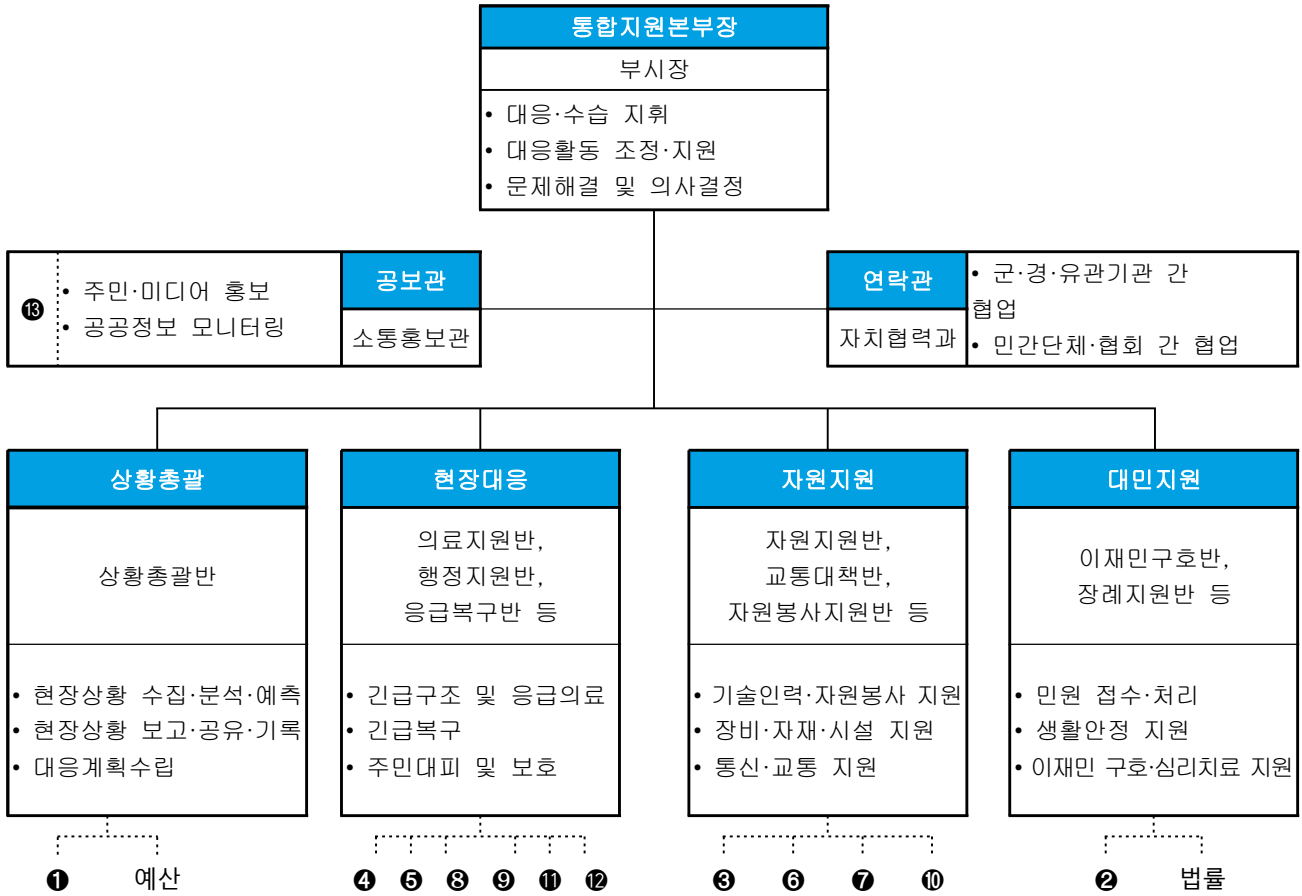 통합지원본부장
부시장
• 대응·수습 지휘
• 대응활동 조정·지원
• 문제해결 및 의사결정
⓭
• 주민·미디어 홍보
• 공공정보 모니터링
공보관
소통홍보관
연락관
자치협력과
• 군·경·유관기관 간
협업
• 민간단체·협회 간 협업
상황총괄
상황총괄반
• 현장상황 수집·분석·예측
• 현장상황 보고·공유·기록
• 대응계획수립
❶ 예산
현장대응
의료지원반,
행정지원반,
응급복구반 등
• 긴급구조 및 응급의료
• 긴급복구
• 주민대피 및 보호
❹ ❺ ❽ ❾ ⓫ ⓬
자원지원
자원지원반,
교통대책반,
자원봉사지원반 등
• 기술인력·자원봉사 지원
• 장비·자재·시설 지원
• 통신·교통 지원
❸ ❻ ❼ ❿
대민지원
이재민구호반,
장례지원반 등
• 민원 접수·처리
• 생활안정 지원
• 이재민 구호·심리치료 지원
❷ 법률